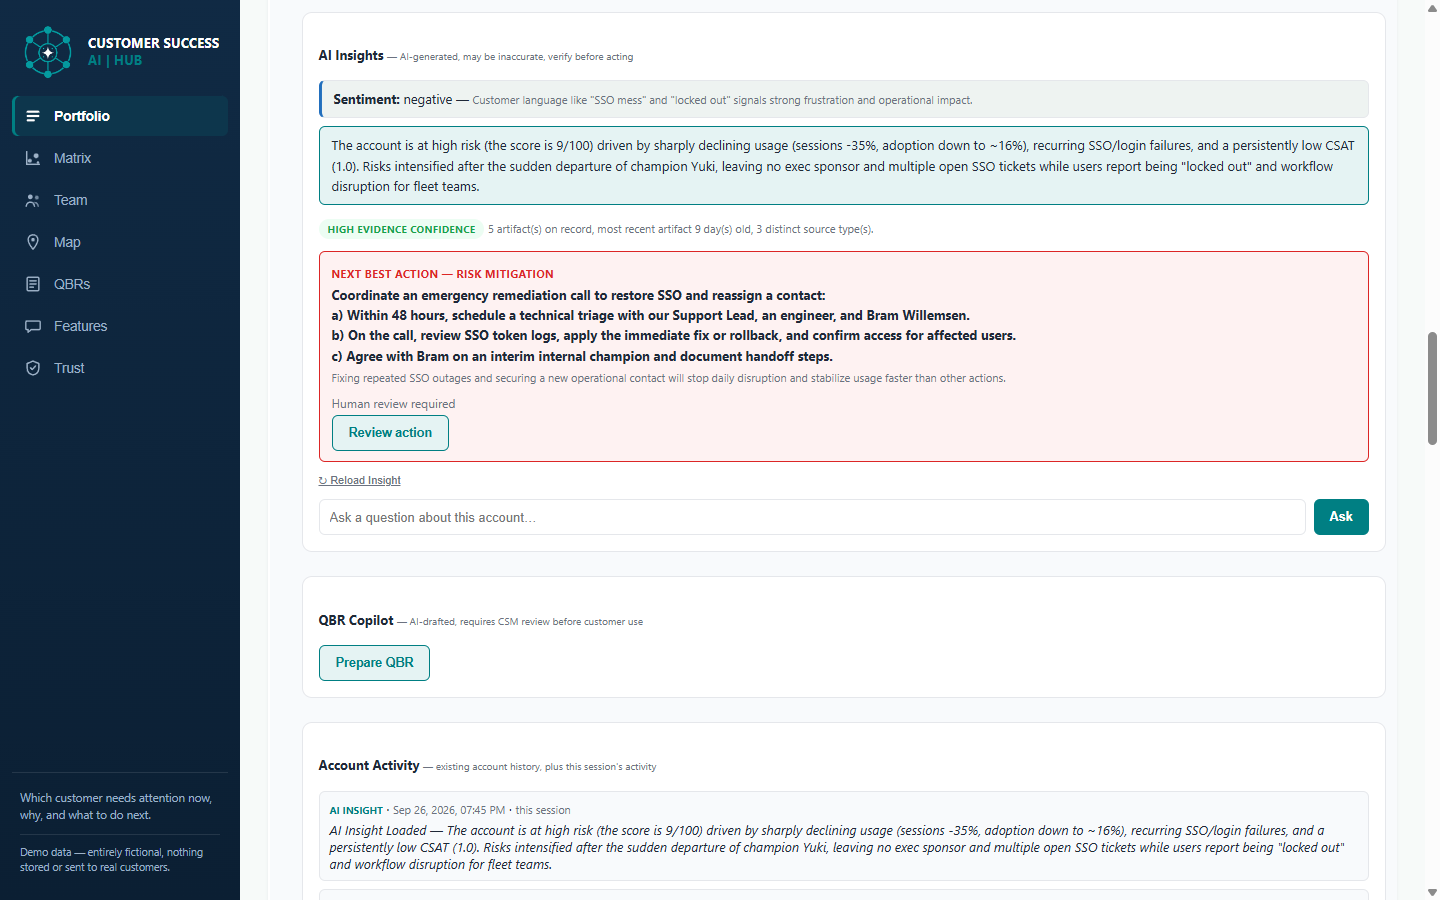 CUSTOMER SUCCESS
AI | HUB
Portfolio
Matrix
Team
Map
QBRs
Features
Trust
Which customer needs attention now,
why, and what to do next.
Demo data — entirely fictional, nothing
stored or sent to real customers.
AI Insights — AI-generated, may be inaccurate, verify before acting
Sentiment: negative — Customer language like "SSO mess" and "locked out" signals strong frustration and operational impact.
The account is at high risk (the score is 9/100) driven by sharply declining usage (sessions -35%, adoption down to ~16%), recurring SSO/login failures, and a persistently low CSAT
(1.0). Risks intensified after the sudden departure of champion Yuki, leaving no exec sponsor and multiple open SSO tickets while users report being "locked out" and workflow
disruption for fleet teams.
HIGH EVIDENCE CONFIDENCE 5 artifact(s) on record, most recent artifact 9 day(s) old, 3 distinct source type(s).
NEXT BEST ACTION — RISK MITIGATION
Coordinate an emergency remediation call to restore SSO and reassign a contact:
a) Within 48 hours, schedule a technical triage with our Support Lead, an engineer, and Bram Willemsen.
b) On the call, review SSO token logs, apply the immediate fix or rollback, and confirm access for affected users.
c) Agree with Bram on an interim internal champion and document handoff steps.
Fixing repeated SSO outages and securing a new operational contact will stop daily disruption and stabilize usage faster than other actions.
Human review required
Review action
↻ Reload Insight
Ask a question about this account...
Ask
QBR Copilot — AI-drafted, requires CSM review before customer use
Prepare QBR
Account Activity — existing account history, plus this session's activity
AI INSIGHT • Sep 26, 2026, 07:45 PM • this session
AI Insight Loaded — The account is at high risk (the score is 9/100) driven by sharply declining usage (sessions -35%, adoption down to ~16%), recurring SSO/login failures, and a
persistently low CSAT (1.0). Risks intensified after the sudden departure of champion Yuki, leaving no exec sponsor and multiple open SSO tickets while users report being "locked out"
and workflow disruption for fleet teams.